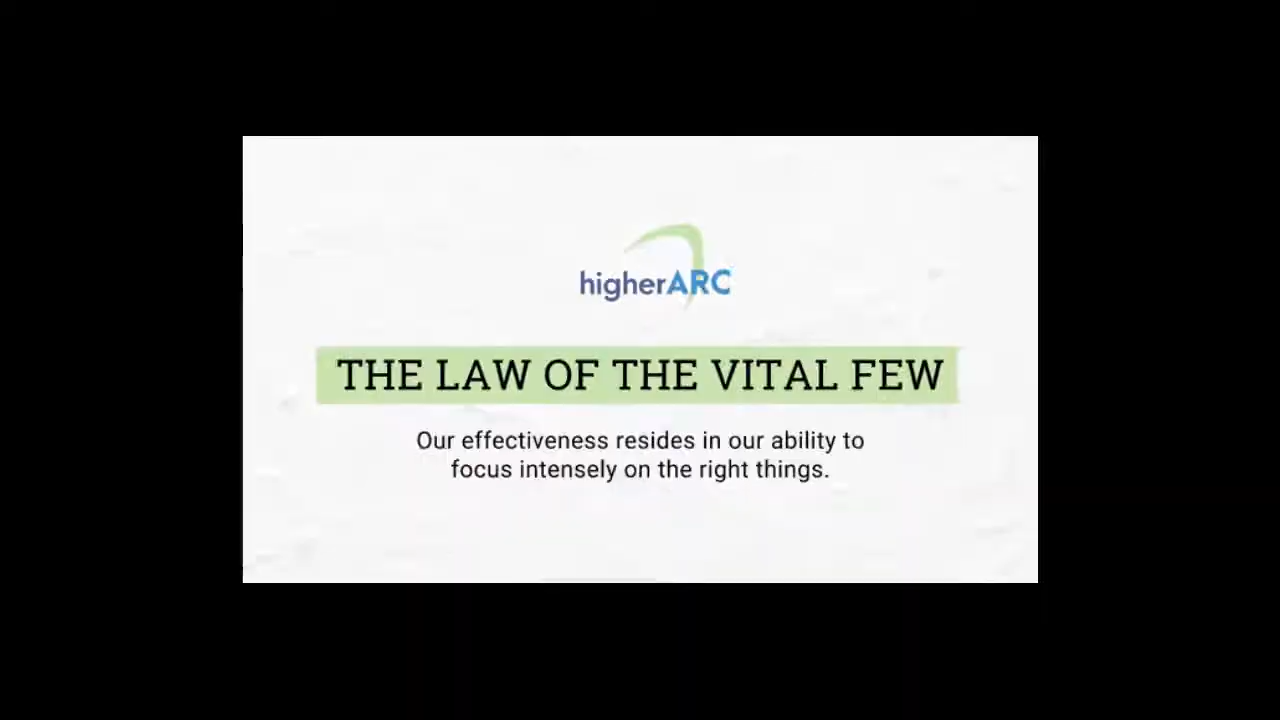 higherARC
THE LAW OF THE VITAL FEW
Our effectiveness resides in our ability to
focus intensely on the right things.